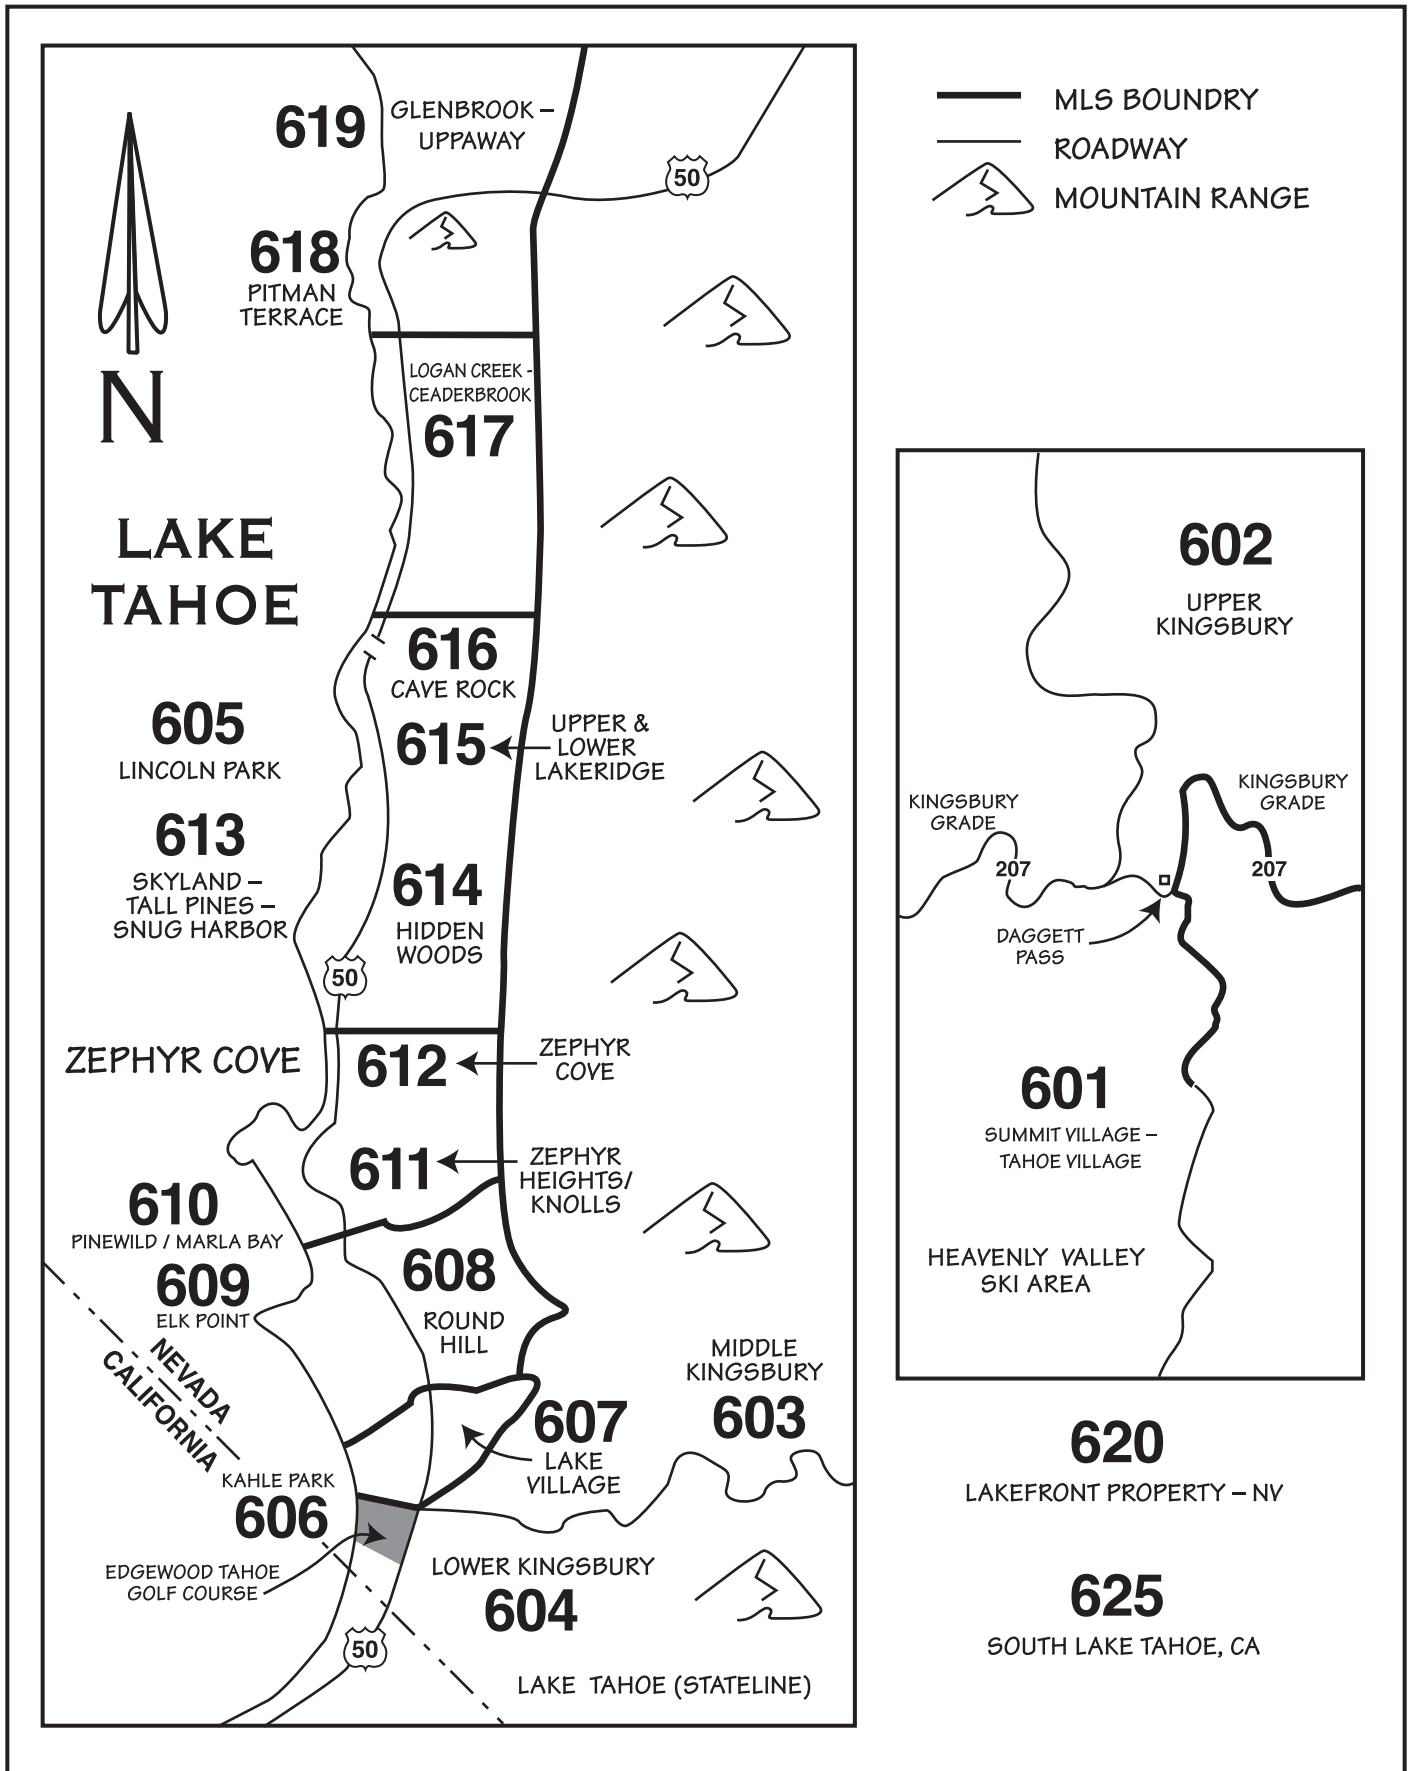 619
GLENBROOK –
UPPAWAY
50
618
PITMAN
TERRACE
N
LOGAN CREEK -
CEADERBROOK
617
LAKE
TAHOE
616
CAVE ROCK
605
LINCOLN PARK
615
UPPER &
LOWER
LAKERIDGE
613
SKYLAND –
TALL PINES –
SNUG HARBOR
614
HIDDEN
WOODS
50
ZEPHYR COVE
612
ZEPHYR
COVE
611
ZEPHYR
HEIGHTS/
KNOLLS
610
PINEWILD / MARLA BAY
609
ELK POINT
608
ROUND
HILL
NEVADA
CALIFORNIA
MIDDLE
KINGSBURY
603
607
LAKE
VILLAGE
KAHLE PARK
606
EDGEWOOD TAHOE
GOLF COURSE
LOWER KINGSBURY
604
50
LAKE TAHOE (STATELINE)
MLS BOUNDRY
ROADWAY
MOUNTAIN RANGE
602
UPPER
KINGSBURY
KINGSBURY
GRADE
207
KINGSBURY
GRADE
207
DAGGETT
PASS
601
SUMMIT VILLAGE –
TAHOE VILLAGE
HEAVENLY VALLEY
SKI AREA
620
LAKEFRONT PROPERTY – NV
625
SOUTH LAKE TAHOE, CA